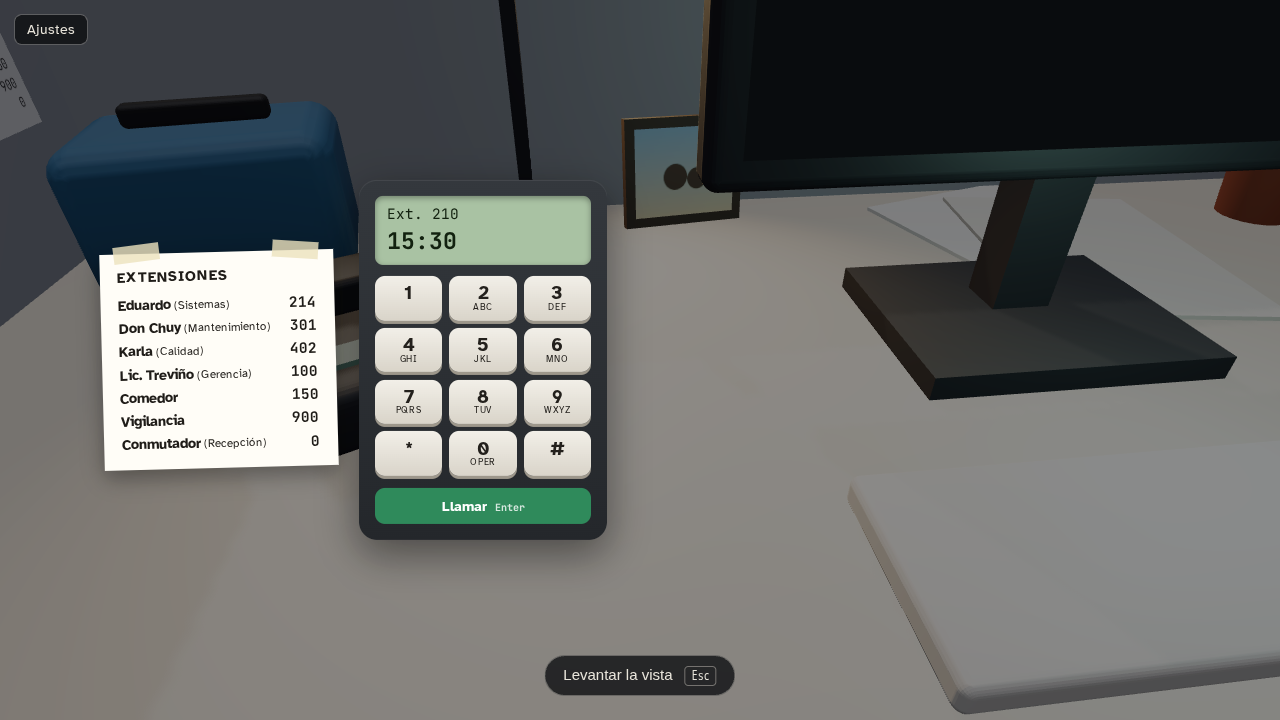 Ajustes
900
0
EXTENSIONES
Eduardo (Sistemas) 214
Don Chuy (Mantenimiento) 301
Karla (Calidad) 402
Lic. Treviño (Gerencia) 100
Comedor 150
Vigilancia 900
Conmutador (Recepción) 0
Ext. 210
15:30
1
2 ABC
3 DEF
4 GHI
5 JKL
6 MNO
7 PQRS
8 TUV
9 WXYZ
*
0 OPER
#
Llamar Enter
Levantar la vista Esc